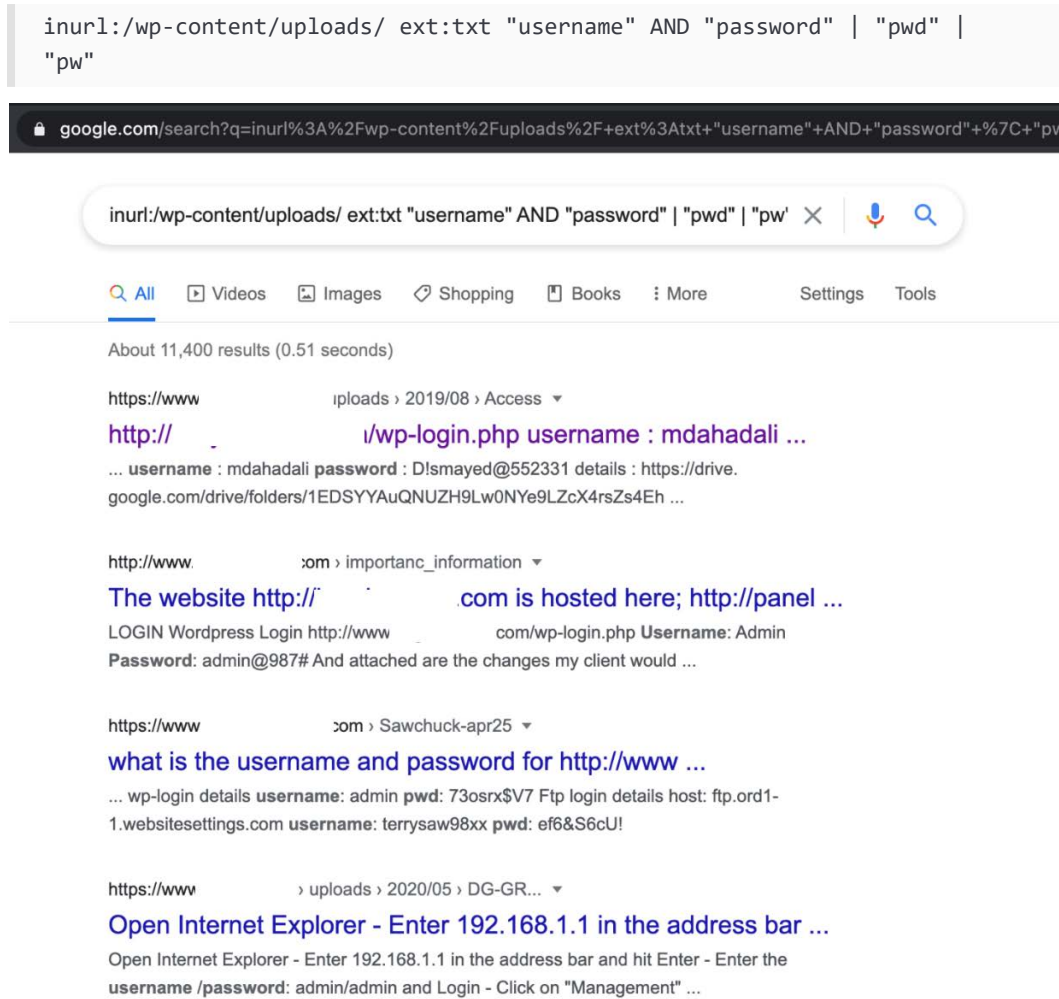 inurl:/wp-content/uploads/ ext:txt "username" AND "password" | "pwd" |
"pw"
google.com/search?q=inurl%3A%2Fwp-content%2Fuploads%2F+ext%3Atxt+"username"+AND+"password"+%7C+"pw
inurl:/wp-content/uploads/ ext:txt "username" AND "password" | "pwd" | "pw'
All Videos Images Shopping Books More Settings Tools
About 11,400 results (0.51 seconds)
https://www uploads › 2019/08 › Access
http:// /wp-login.php username : mdahadali ...
... username : mdahadali password : D!smayed@552331 details : https://drive.
google.com/drive/folders/1EDSYYAuQNUZH9Lw0NYe9LZcX4rsZs4Eh ...
http://www. com › importanc_information
The website http:// .com is hosted here; http://panel ...
LOGIN Wordpress Login http://www com/wp-login.php Username: Admin
Password: admin@987# And attached are the changes my client would ...
https://www com › Sawchuck-apr25
what is the username and password for http://www ...
... wp-login details username: admin pwd: 73osrx$V7 Ftp login details host: ftp.ord1-
1.websitesettings.com username: terrysaw98xx pwd: ef6&S6cU!
https://www › uploads › 2020/05 › DG-GR...
Open Internet Explorer - Enter 192.168.1.1 in the address bar ...
Open Internet Explorer - Enter 192.168.1.1 in the address bar and hit Enter - Enter the
username /password: admin/admin and Login - Click on "Management" ...